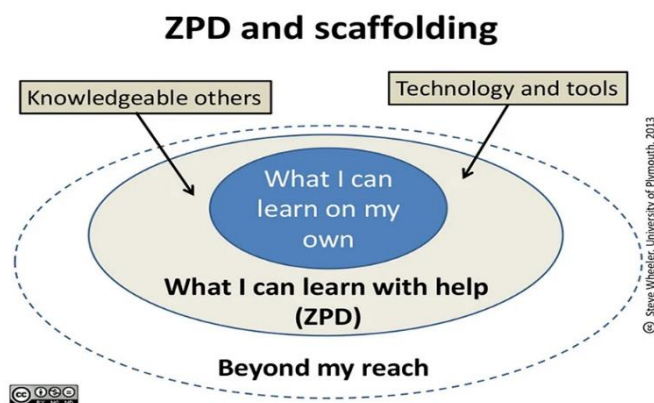 ZPD and scaffolding
Knowledgeable others
Technology and tools
What I can
learn on my
own
What I can learn with help
(ZPD)
Beyond my reach
© Steve Wheeler, University of Plymouth, 2013
cc